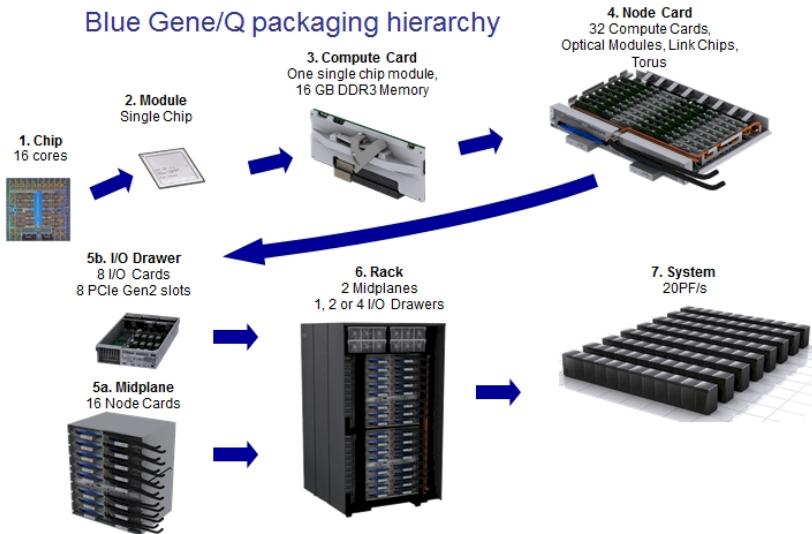 Blue Gene/Q packaging hierarchy
1. Chip
16 cores
2. Module
Single Chip
3. Compute Card
One single chip module,
16 GB DDR3 Memory
4. Node Card
32 Compute Cards,
Optical Modules, Link Chips,
Torus
5b. I/O Drawer
8 I/O Cards
8 PCIe Gen2 slots
5a. Midplane
16 Node Cards
6. Rack
2 Midplanes
1, 2 or 4 I/O Drawers
7. System
20PF/s